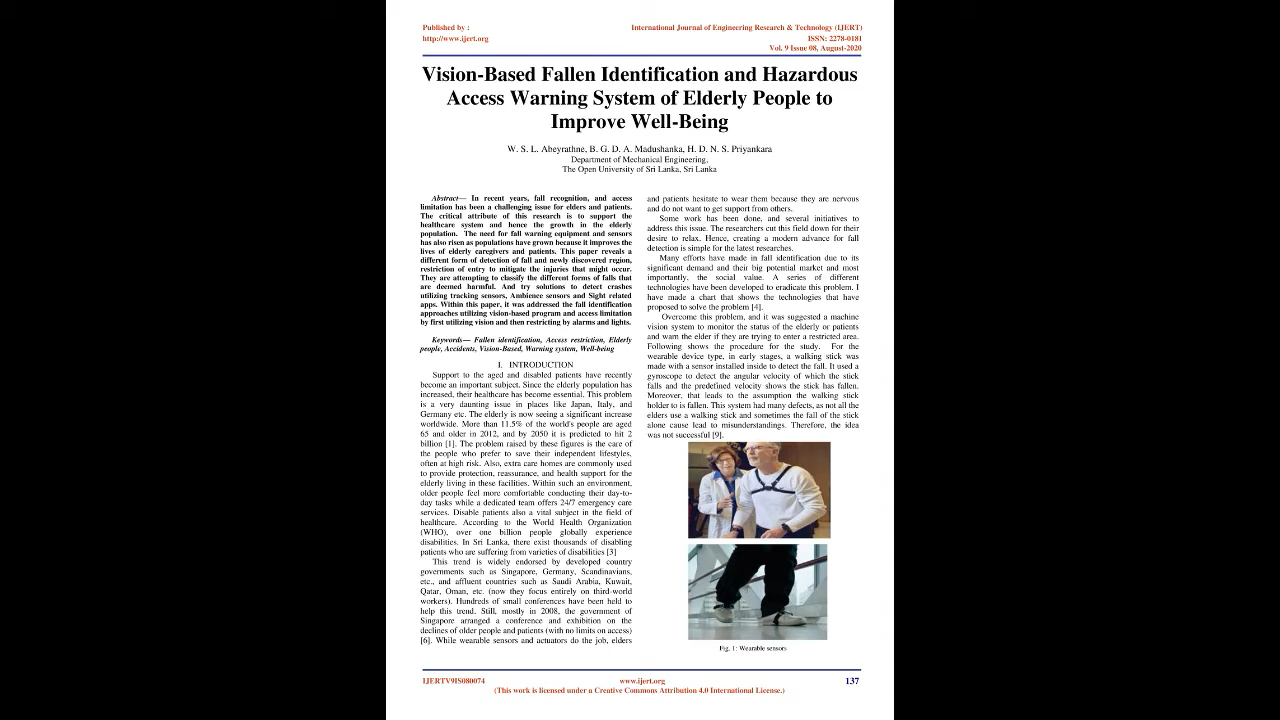 Published by :
http://www.ijert.org
International Journal of Engineering Research & Technology (IJERT)
ISSN: 2278-0181
Vol. 9 Issue 08, August-2020
Vision-Based Fallen Identification and Hazardous
Access Warning System of Elderly People to
Improve Well-Being
W. S. L. Abeyrathne, B. G. D. A. Madushanka, H. D. N. S. Priyankara
Department of Mechanical Engineering,
The Open University of Sri Lanka, Sri Lanka
Abstract— In recent years, fall recognition, and access
limitation has been a challenging issue for elders and patients.
The critical attribute of this research is to support the
healthcare system and hence the growth in the elderly
population. The need for fall warning equipment and sensors
has also risen as populations have grown because it improves the
lives of elderly caregivers and patients. This paper reveals a
different form of detection of fall and newly discovered region,
restriction of entry to mitigate the injuries that might occur.
They are attempting to classify the different forms of falls that
are deemed harmful. And try solutions to detect crashes
utilizing tracking sensors, Ambience sensors and Sight related
apps. Within this paper, it was addressed the fall identification
approaches utilizing vision-based program and access limitation
by first utilizing vision and then restricting by alarms and lights.
Keywords— Fallen identification, Access restriction, Elderly
people, Accidents, Vision-Based, Warning system, Well-being
I. INTRODUCTION
Support to the aged and disabled patients have recently
become an important subject. Since the elderly population has
increased, their healthcare has become essential. This problem
is a very daunting issue in places like Japan, Italy, and
Germany etc. The elderly is now seeing a significant increase
worldwide. More than 11.5% of the world's people are aged
65 and older in 2012, and by 2050 it is predicted to hit 2
billion [1]. The problem raised by these figures is the care of
the people who prefer to save their independent lifestyles,
often at high risk. Also, extra care homes are commonly used
to provide protection, reassurance, and health support for the
elderly living in these facilities. Within such an environment,
older people feel more comfortable conducting their day-to-
day tasks while a dedicated team offers 24/7 emergency care
services. Disable patients also a vital subject in the field of
healthcare. According to the World Health Organization
(WHO), over one billion people globally experience
disabilities. In Sri Lanka, there exist thousands of disabling
patients who are suffering from varieties of disabilities [3]
This trend is widely endorsed by developed country
governments such as Singapore, Germany, Scandinavians,
etc., and affluent countries such as Saudi Arabia, Kuwait,
Qatar, Oman, etc. (now they focus entirely on third-world
workers). Hundreds of small conferences have been held to
help this trend. Still, mostly in 2008, the government of
Singapore arranged a conference and exhibition on the
declines of older people and patients (with no limits on access)
[6]. While wearable sensors and actuators do the job, elders
and patients hesitate to wear them because they are nervous
and do not want to get support from others.
Some work has been done, and several initiatives to
address this issue. The researchers cut this field down for their
desire to relax. Hence, creating a modern advance for fall
detection is simple for the latest researches.
Many efforts have made in fall identification due to its
significant demand and their big potential market and most
importantly, the social value. A series of different
technologies have been developed to eradicate this problem. I
have made a chart that shows the technologies that have
proposed to solve the problem [4].
Overcome this problem, and it was suggested a machine
vision system to monitor the status of the elderly or patients
and warn the elder if they are trying to enter a restricted area.
Following shows the procedure for the study. For the
wearable device type, in early stages, a walking stick was
made with a sensor installed inside to detect the fall. It used a
gyroscope to detect the angular velocity of which the stick
falls and the predefined velocity shows the stick has fallen.
Moreover, that leads to the assumption the walking stick
holder to is fallen. This system had many defects, as not all the
elders use a walking stick and sometimes the fall of the stick
alone cause lead to misunderstandings. Therefore, the idea
was not successful [9].
Fig. 1: Wearable sensors
IJERTV9IS080074
www.ijert.org
137
(This work is licensed under a Creative Commons Attribution 4.0 International License.)